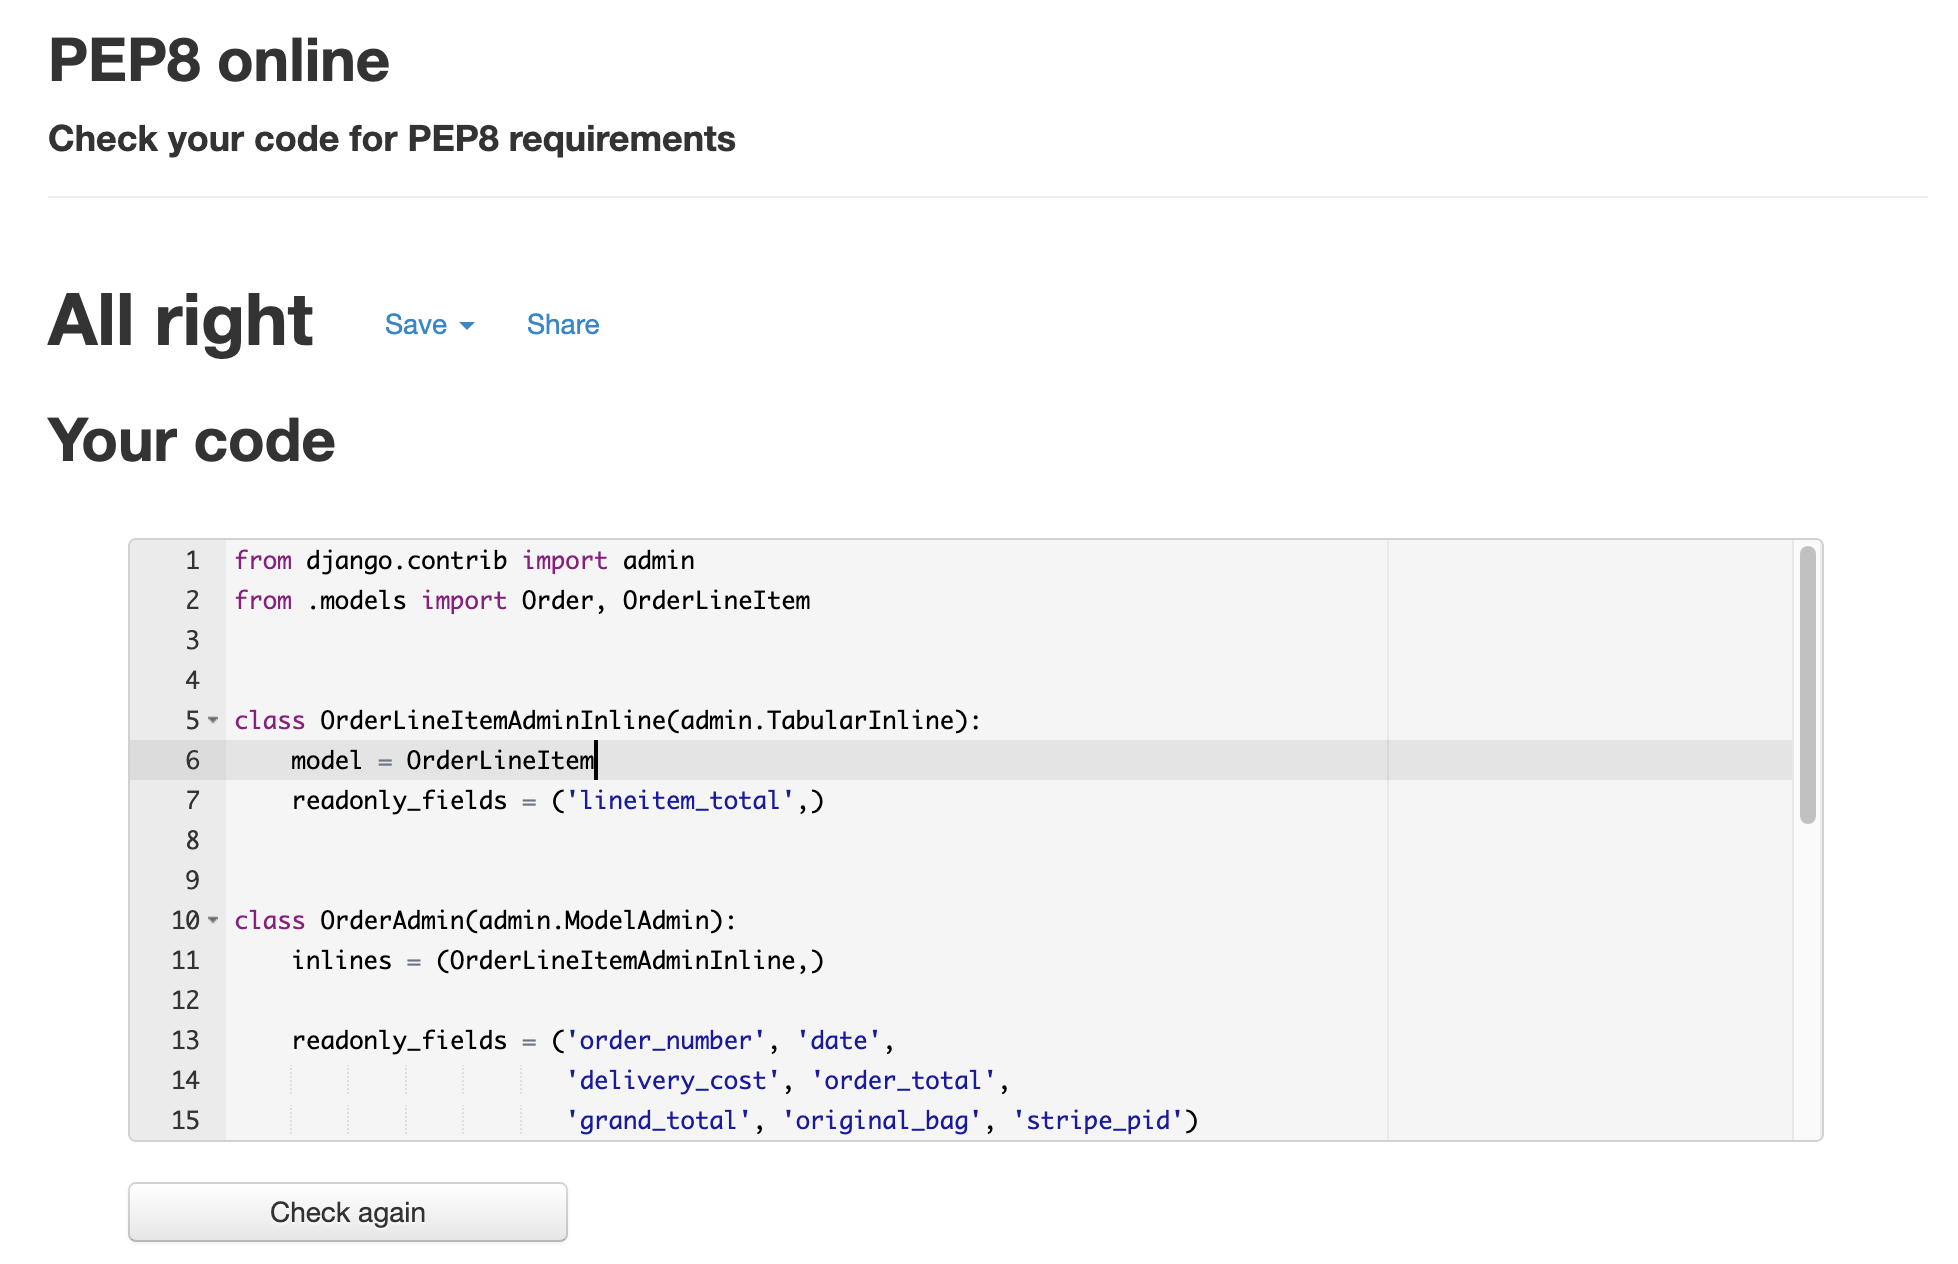 PEP8 online
Check your code for PEP8 requirements
All right Save Share
Your code
1 from django.contrib import admin
2 from .models import Order, OrderLineItem
3
4
5 class OrderLineItemAdminInline(admin.TabularInline):
6     model = OrderLineItem
7     readonly_fields = ('lineitem_total',)
8
9
10 class OrderAdmin(admin.ModelAdmin):
11     inlines = (OrderLineItemAdminInline,)
12
13     readonly_fields = ('order_number', 'date',
14                        'delivery_cost', 'order_total',
15                        'grand_total', 'original_bag', 'stripe_pid')
Check again